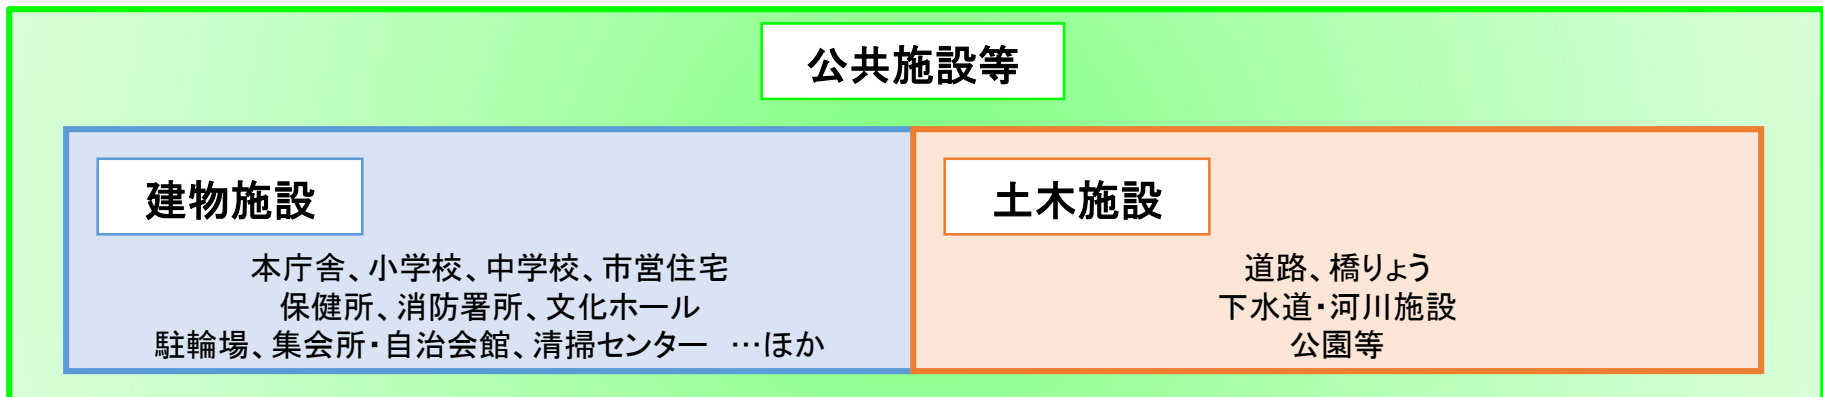 公共施設等
建物施設
本庁舎、小学校、中学校、市営住宅
保健所、消防署所、文化ホール
駐輪場、集会所・自治会館、清掃センター　…ほか
土木施設
道路、橋りょう
下水道・河川施設
公園等